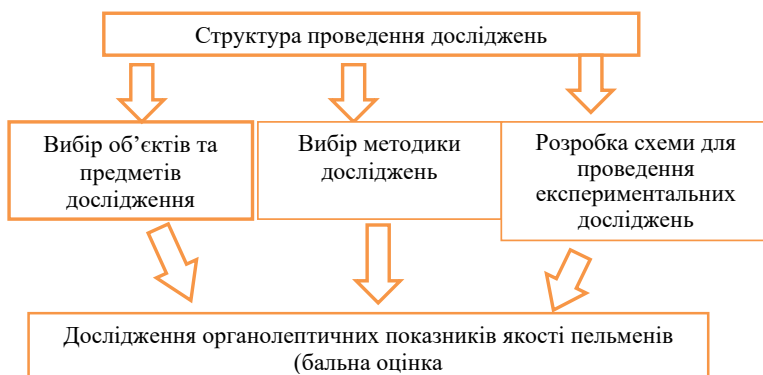 Структура проведення досліджень
Вибір об’єктів та
предметів
дослідження
Вибір методики
досліджень
Розробка схеми для
проведення
експериментальних
досліджень
Дослідження органолептичних показників якості пельменів
(бальна оцінка